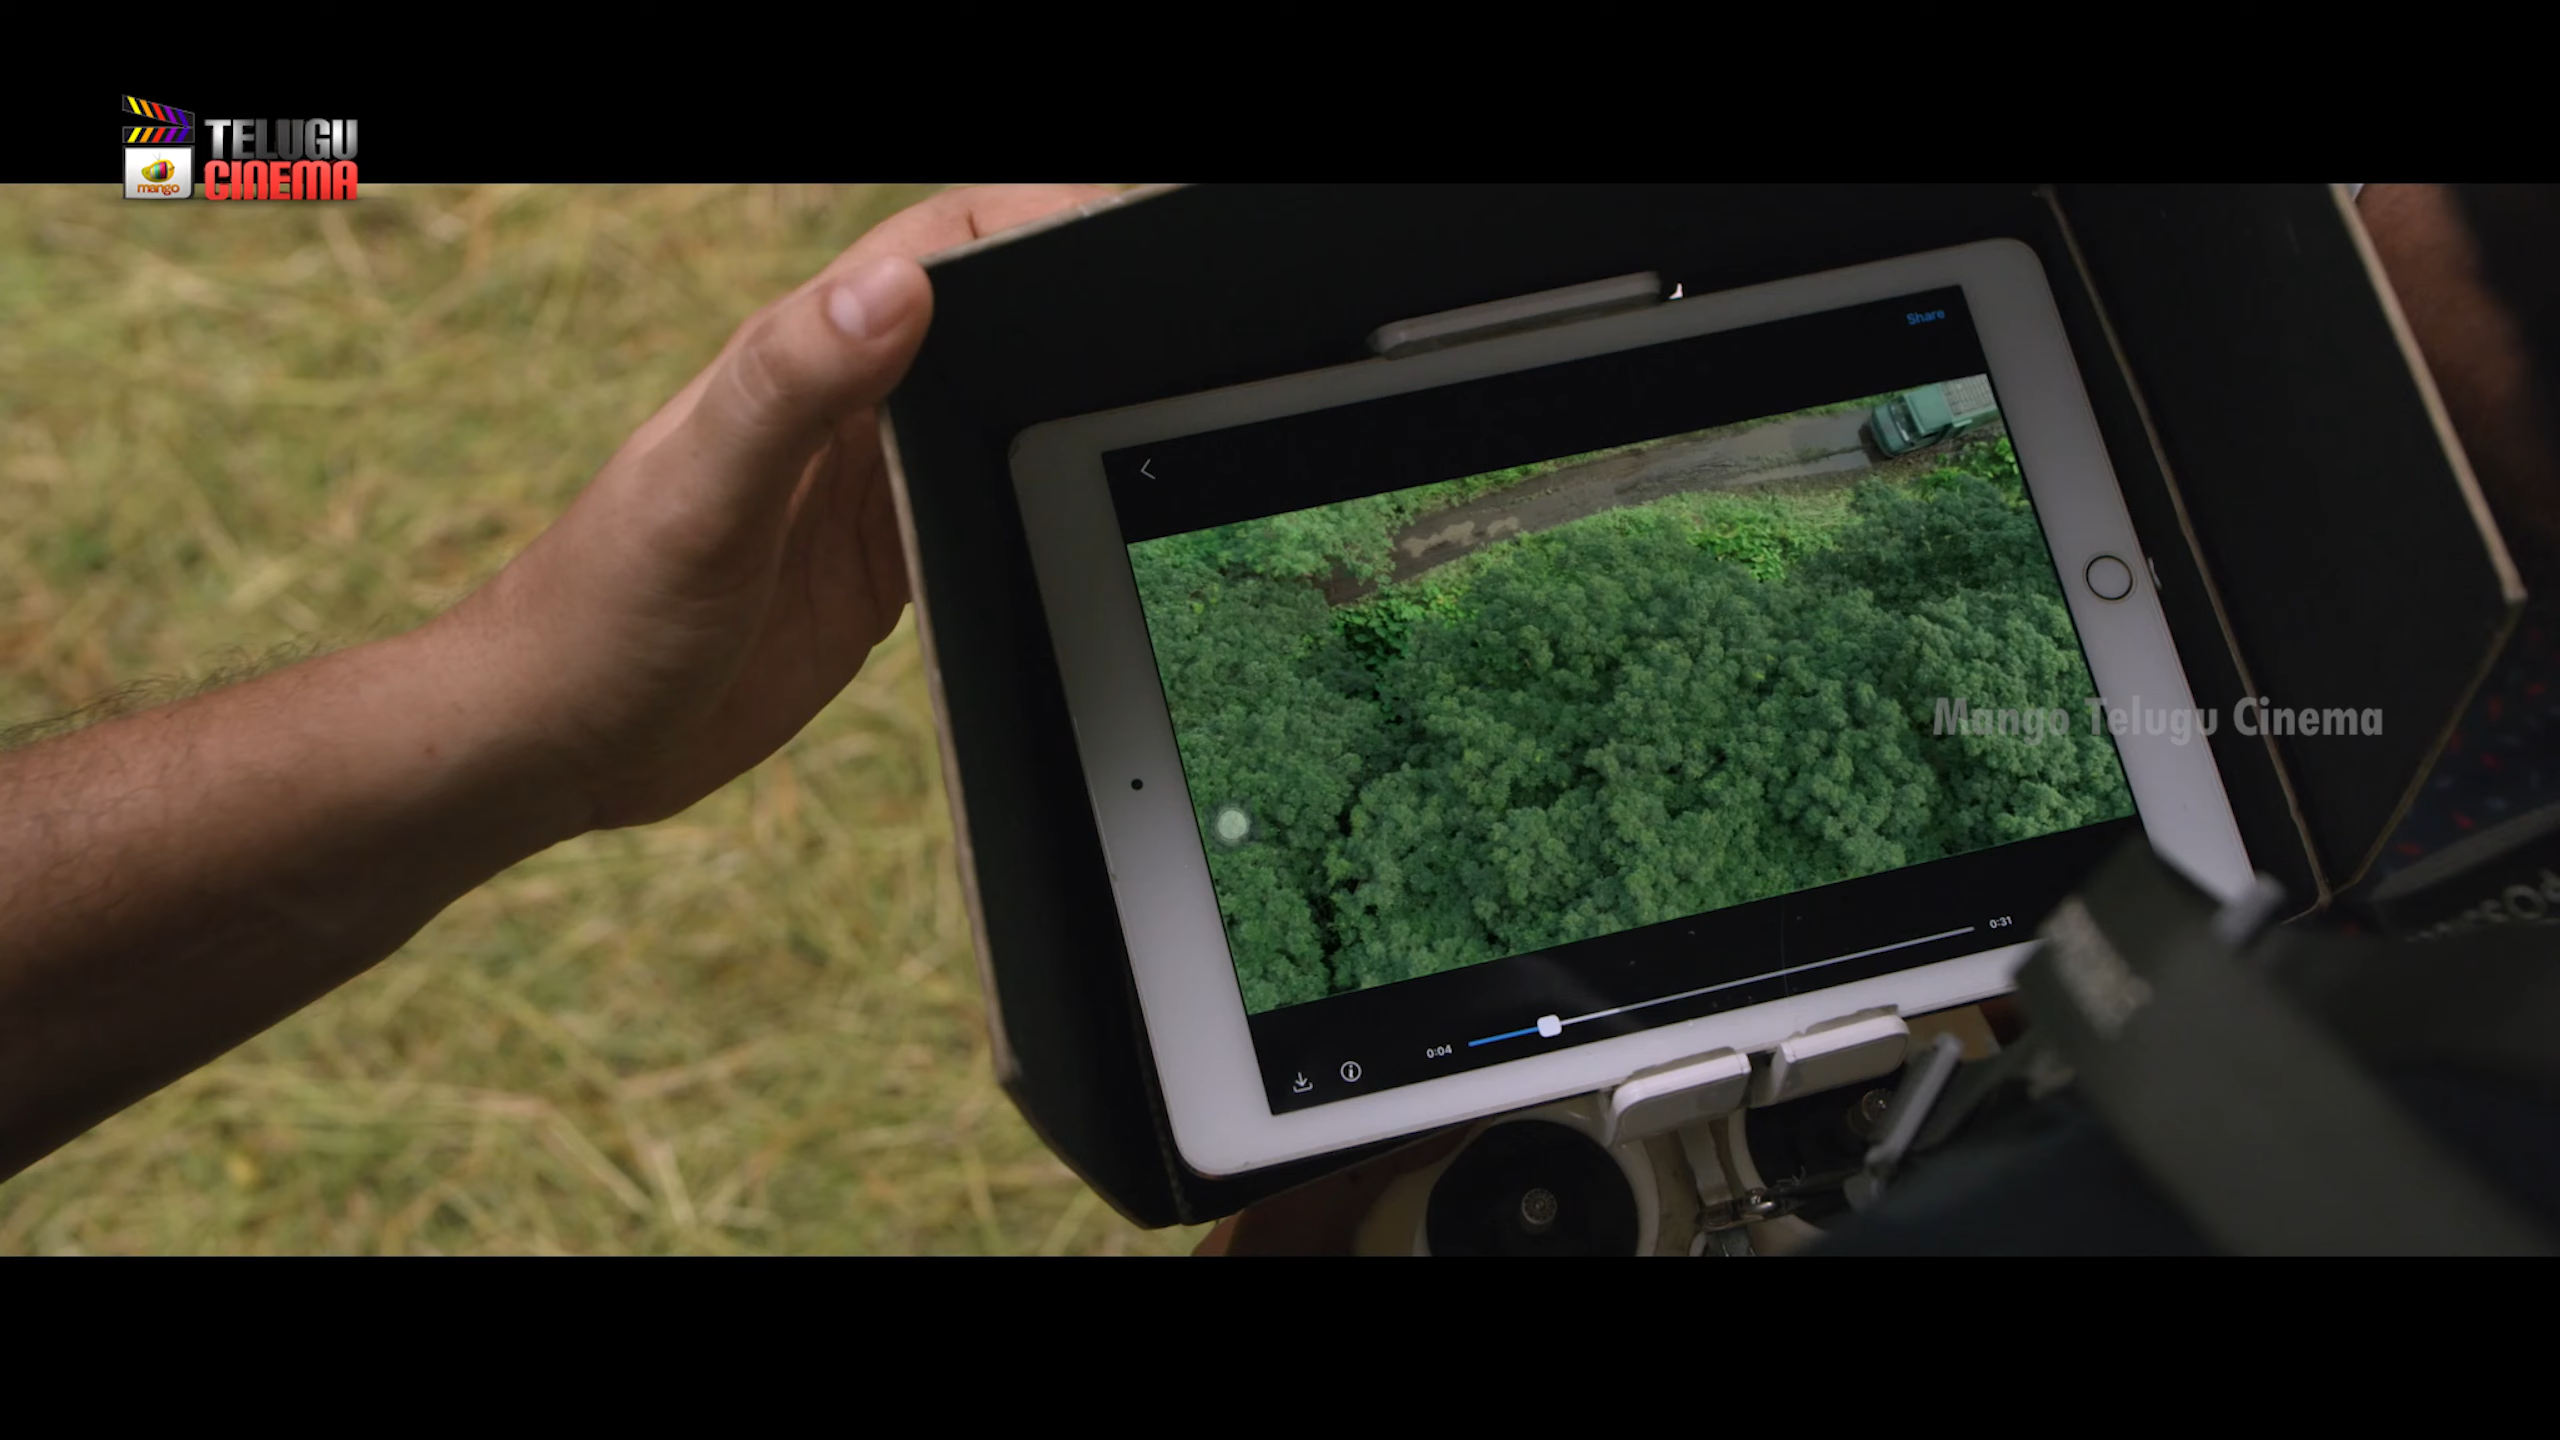 TELUGU
CINEMA
mango
Share
Mango Telugu Cinema
0:31
0:04